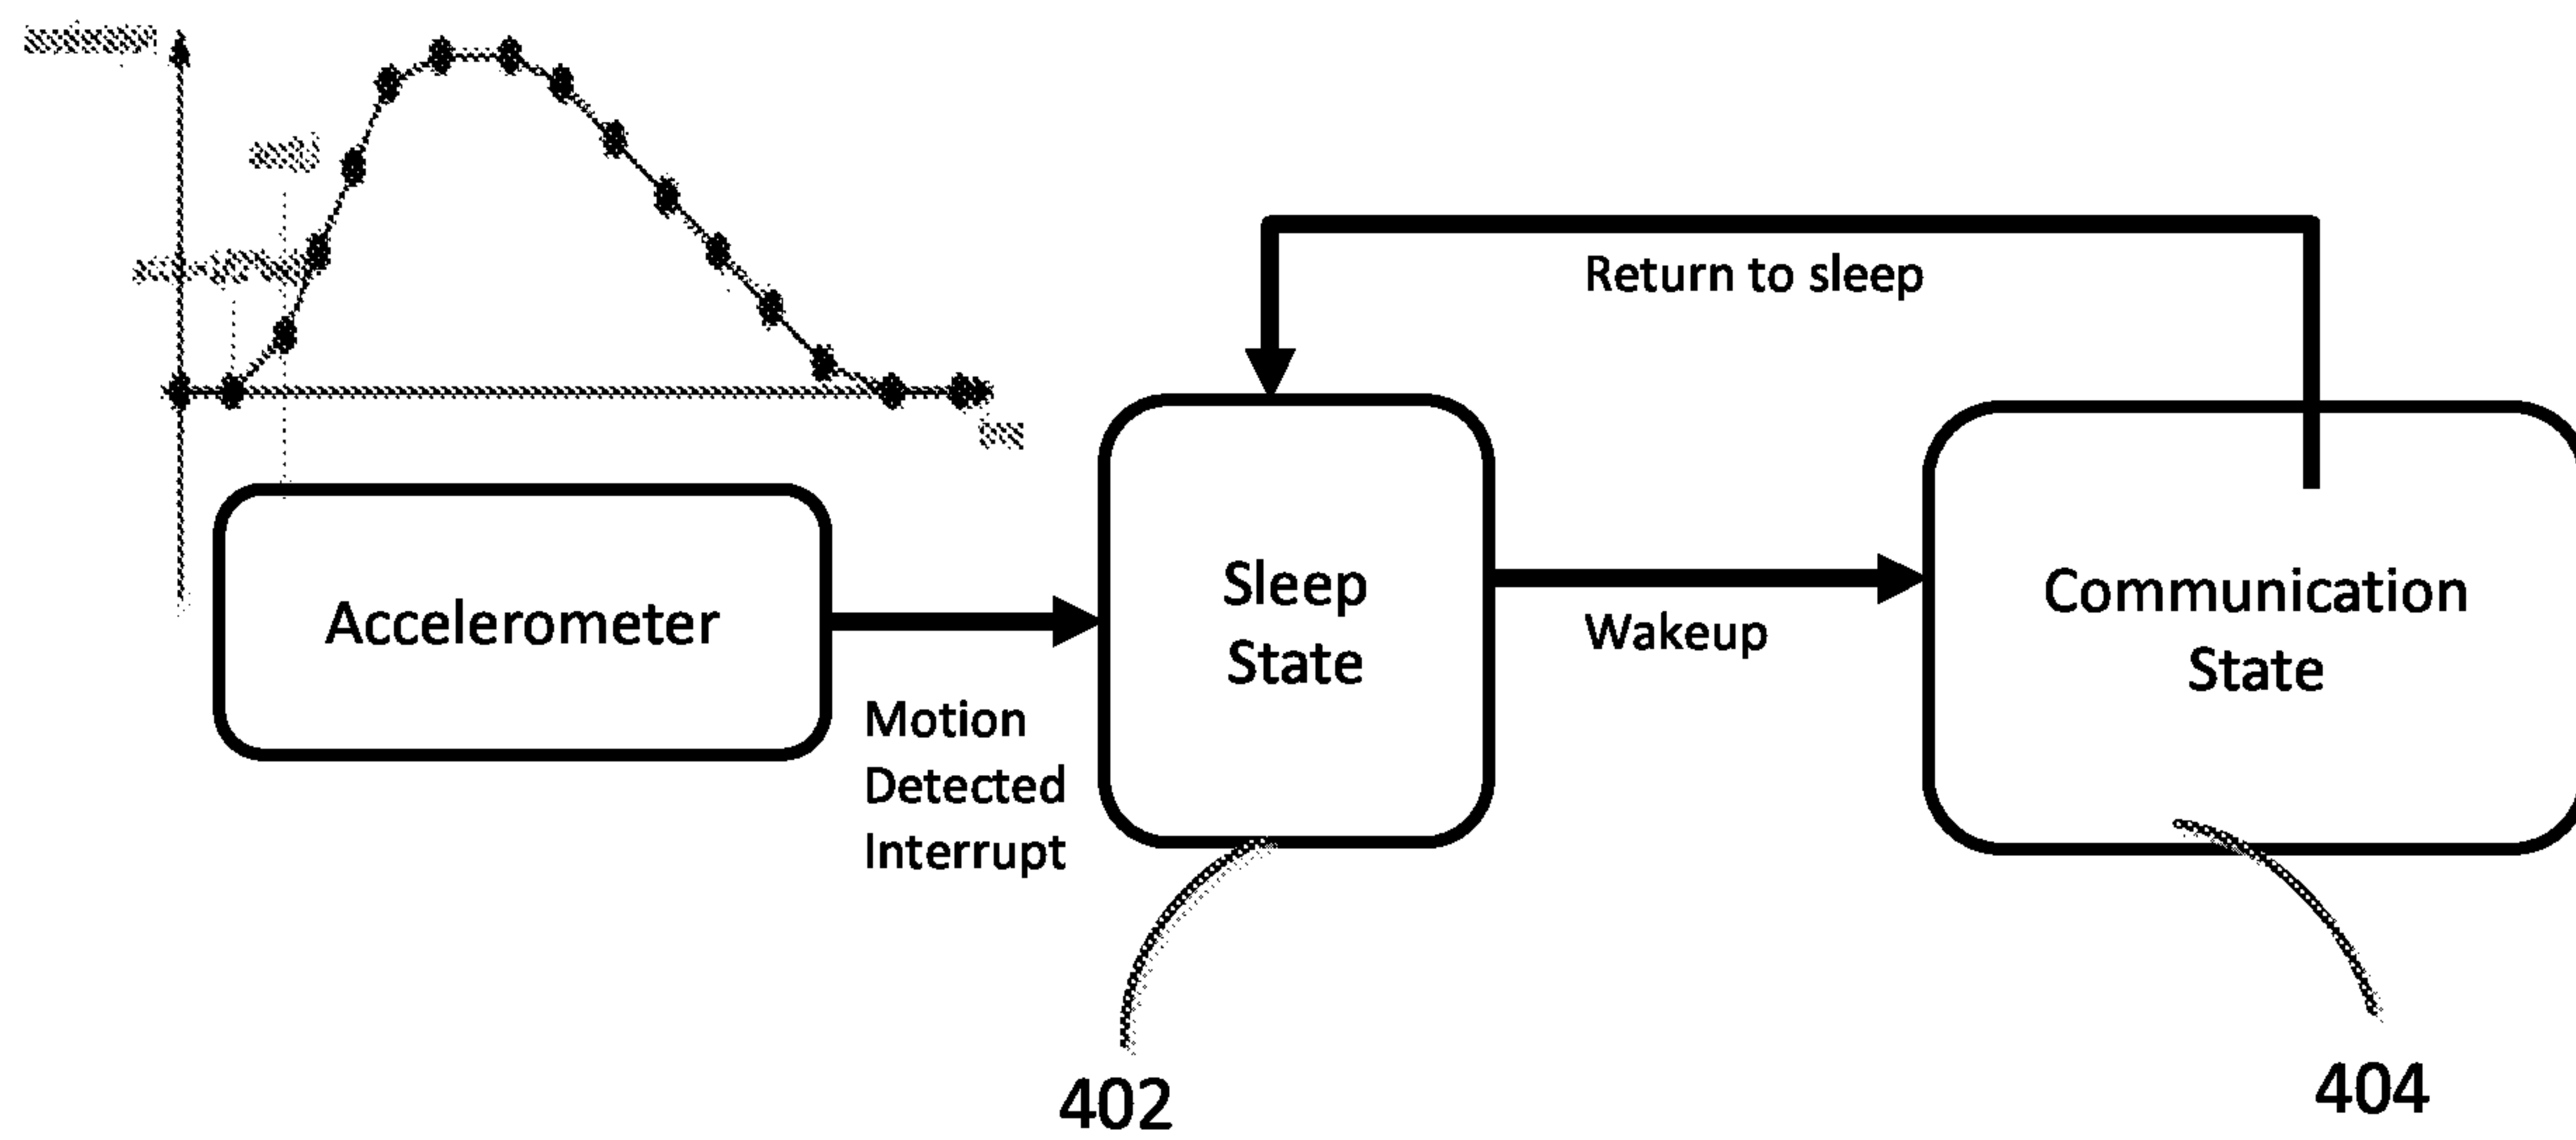 Return to sleep
Accelerometer
Motion
Detected
Interrupt
Sleep
State
Wakeup
Communication
State
402
404